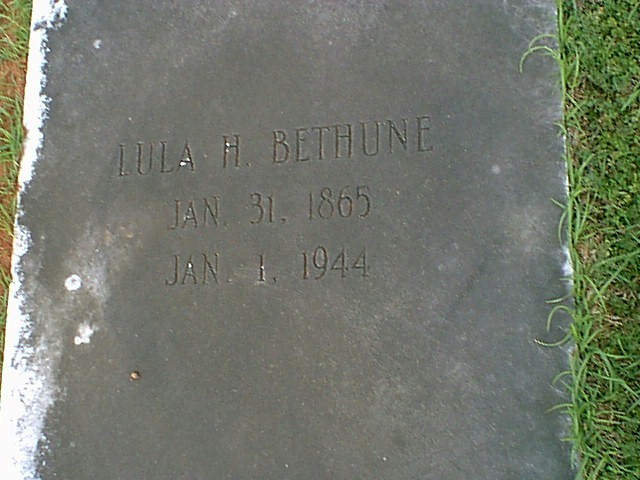 LULA H. BETHUNE
JAN. 31, 1865
JAN. 1, 1944